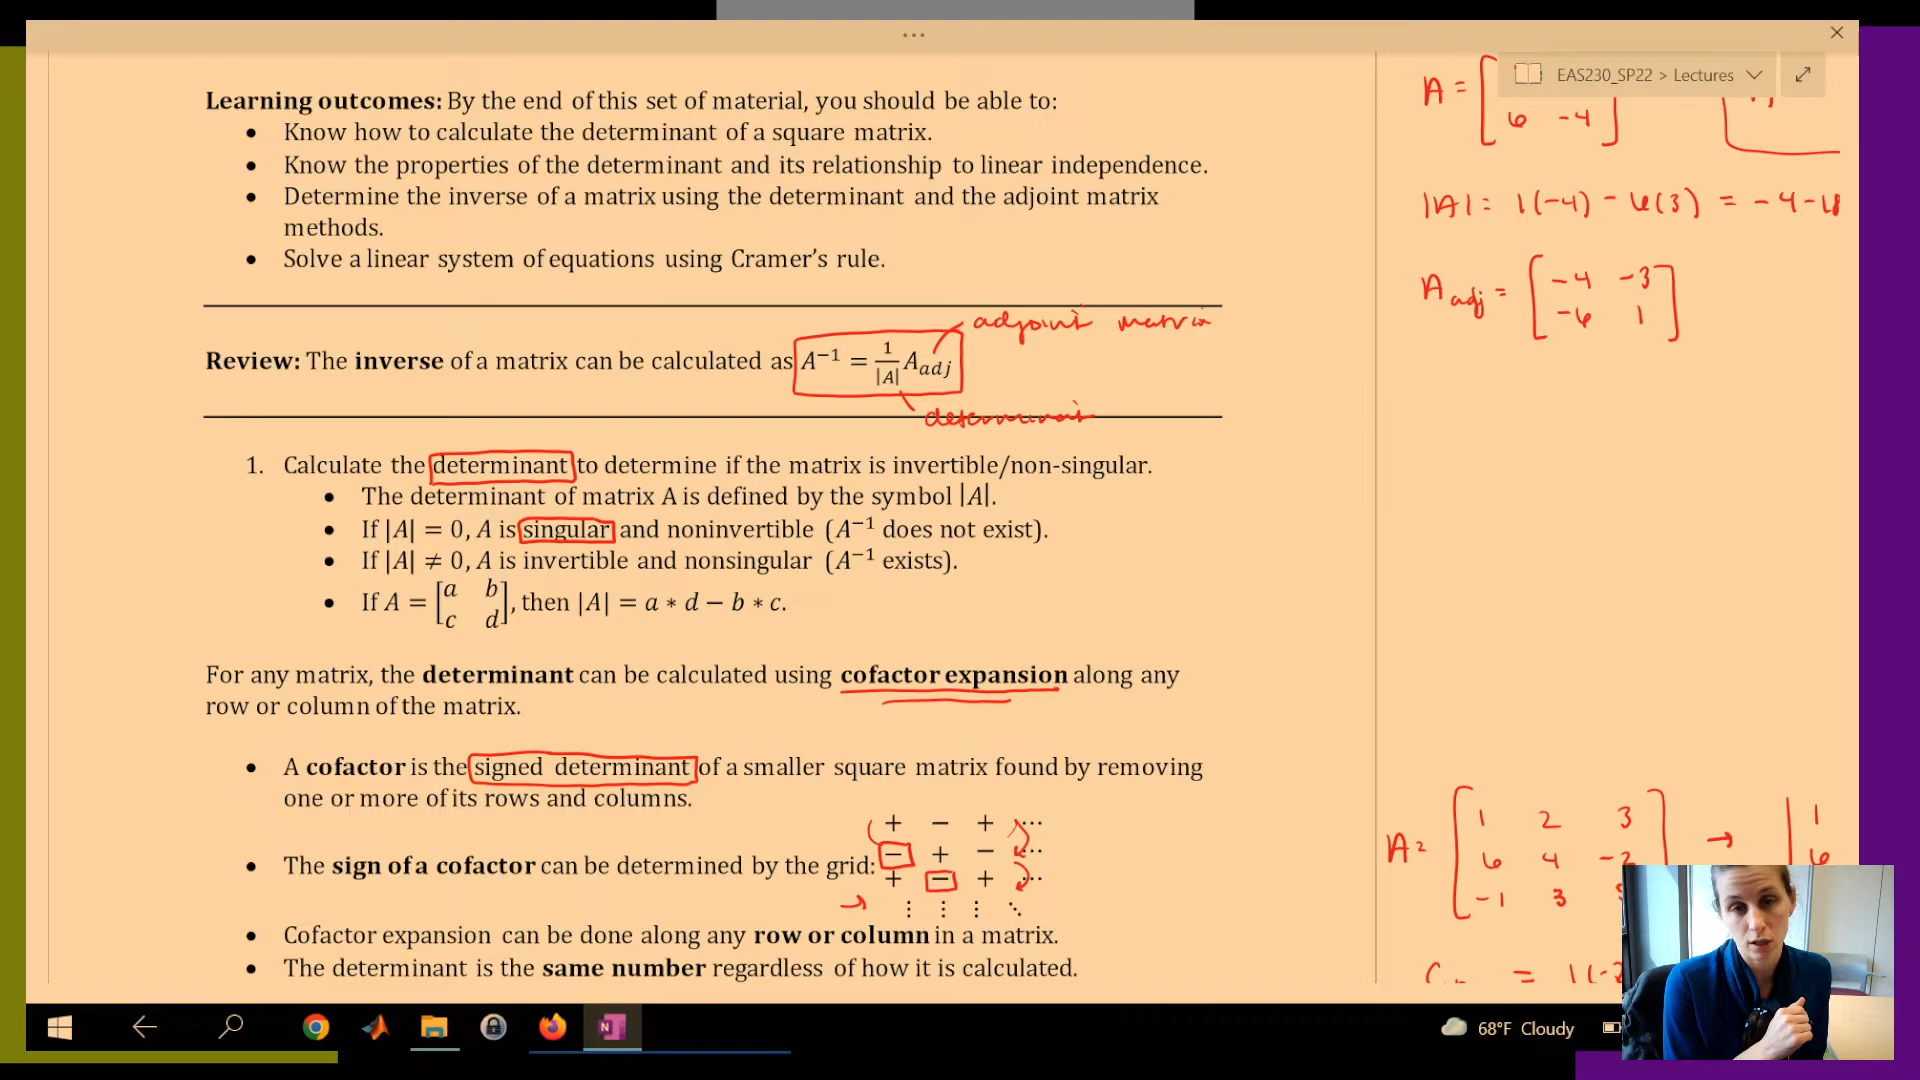 ...
EAS230_SP22 > Lectures
Learning outcomes: By the end of this set of material, you should be able to:
• Know how to calculate the determinant of a square matrix.
• Know the properties of the determinant and its relationship to linear independence.
• Determine the inverse of a matrix using the determinant and the adjoint matrix
methods.
• Solve a linear system of equations using Cramer's rule.
adjoint matrix
Review: The inverse of a matrix can be calculated as A⁻¹ = 1/|A| A_adj
determinant
1. Calculate the determinant to determine if the matrix is invertible/non-singular.
• The determinant of matrix A is defined by the symbol |A|.
• If |A| = 0, A is singular and noninvertible (A⁻¹ does not exist).
• If |A| ≠ 0, A is invertible and nonsingular (A⁻¹ exists).
• If A = [a b
c d], then |A| = a * d − b * c.
For any matrix, the determinant can be calculated using cofactor expansion along any
row or column of the matrix.
• A cofactor is the signed determinant of a smaller square matrix found by removing
one or more of its rows and columns.
+ − + ⋯
− + − ⋯
• The sign of a cofactor can be determined by the grid:
+ − + ⋯
→ ⋮ ⋮ ⋮ ⋱
• Cofactor expansion can be done along any row or column in a matrix.
• The determinant is the same number regardless of how it is calculated.
A = [
6 -4 ]
|A| = 1(-4) - 6(3) = -4-18
A adj = [ -4 -3
-6 1 ]
A = [ 1 2 3
6 4 -2
-1 3
→ | 1
6
= 1(-2
68°F Cloudy